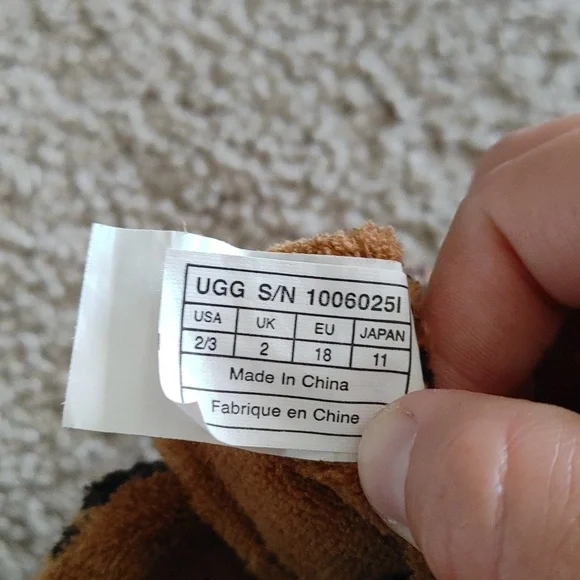 UGG S/N 1006025I
USA UK EU JAPAN
2/3 2 18 11
Made In China
Fabrique en Chine